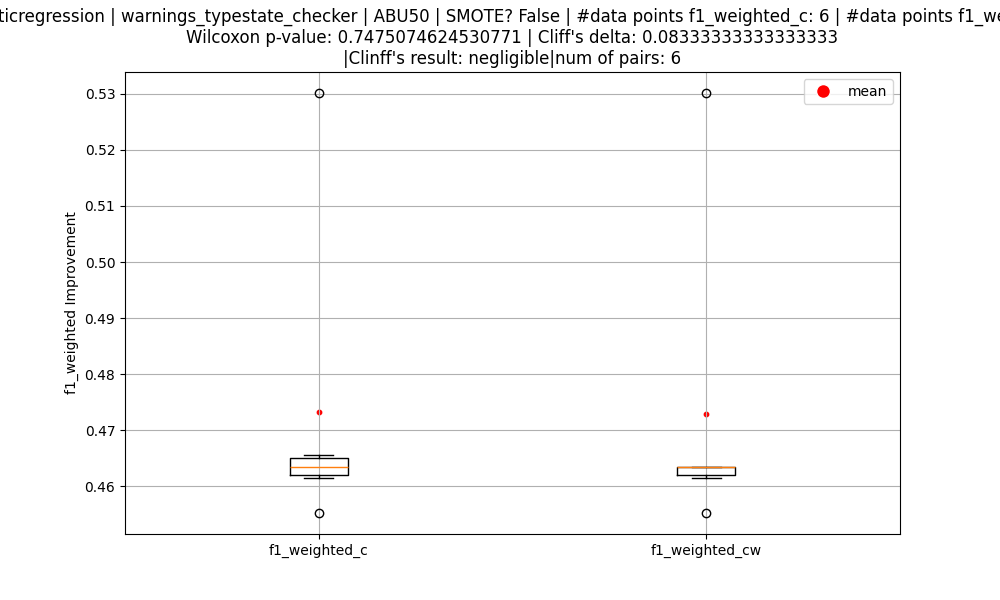 ticregression | warnings_typestate_checker | ABU50 | SMOTE? False | #data points f1_weighted_c: 6 | #data points f1_we
Wilcoxon p-value: 0.7475074624530771 | Cliff's delta: 0.08333333333333333
|Clinff's result: negligible|num of pairs: 6
mean
0.53
0.52
0.51
0.50
0.49
0.48
0.47
0.46
f1_weighted Improvement
f1_weighted_c
f1_weighted_cw